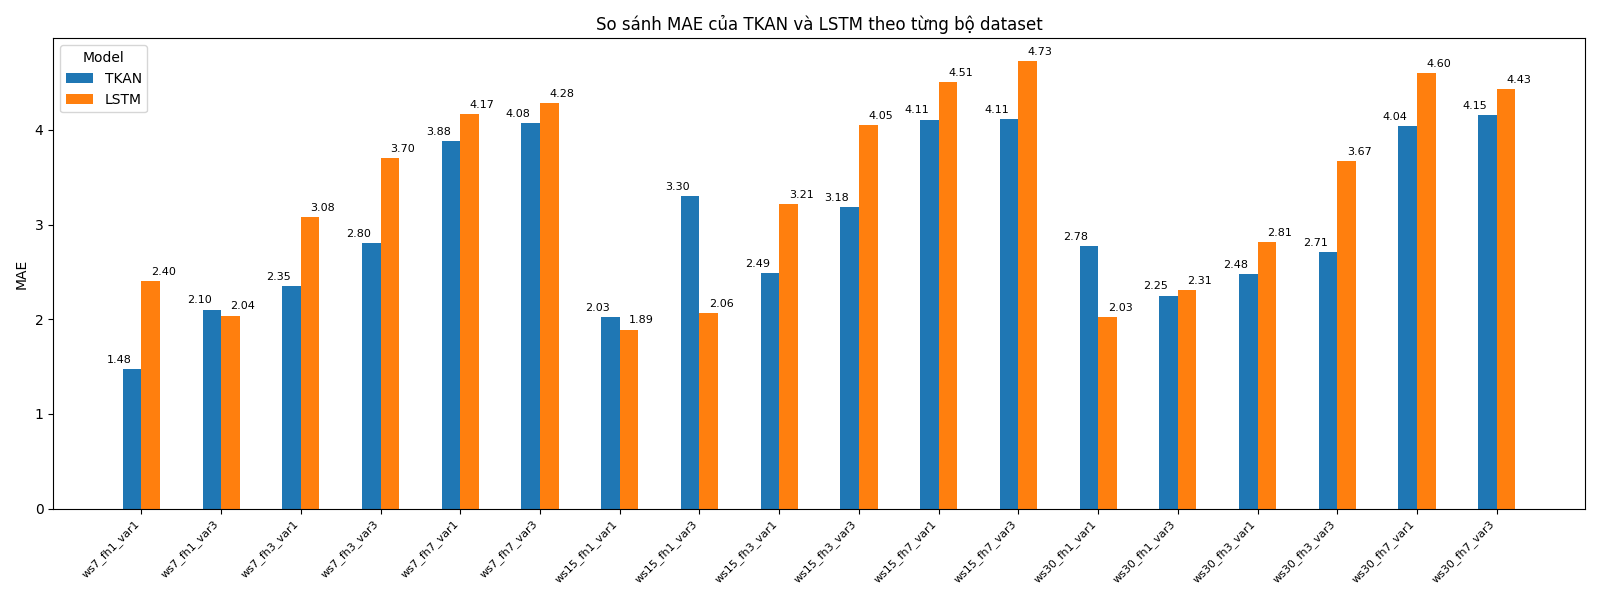 So sánh MAE của TKAN và LSTM theo từng bộ dataset
Model
TKAN
LSTM
MAE
4
3
2
1
0
1.48
2.40
2.10
2.04
2.35
3.08
2.80
3.70
3.88
4.17
4.08
4.28
2.03
1.89
3.30
2.06
2.49
3.21
3.18
4.05
4.11
4.51
4.11
4.73
2.78
2.03
2.25
2.31
2.48
2.81
2.71
3.67
4.04
4.60
4.15
4.43
ws7_fh1_var1
ws7_fh1_var3
ws7_fh3_var1
ws7_fh3_var3
ws7_fh7_var1
ws7_fh7_var3
ws15_fh1_var1
ws15_fh1_var3
ws15_fh3_var1
ws15_fh3_var3
ws15_fh7_var1
ws15_fh7_var3
ws30_fh1_var1
ws30_fh1_var3
ws30_fh3_var1
ws30_fh3_var3
ws30_fh7_var1
ws30_fh7_var3